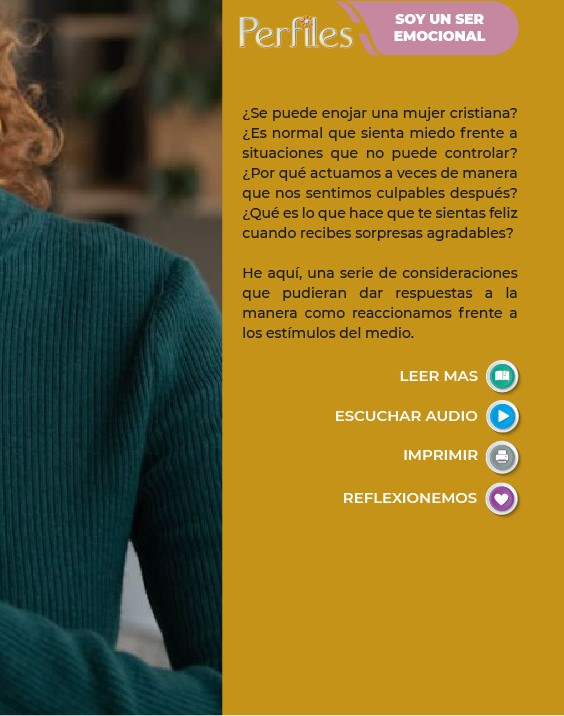 Perfiles
SOY UN SER
EMOCIONAL
¿Se puede enojar una mujer cristiana?
¿Es normal que sienta miedo frente a
situaciones que no puede controlar?
¿Por qué actuamos a veces de manera
que nos sentimos culpables después?
¿Qué es lo que hace que te sientas feliz
cuando recibes sorpresas agradables?
He aquí, una serie de consideraciones
que pudieran dar respuestas a la
manera como reaccionamos frente a
los estímulos del medio.
LEER MAS
ESCUCHAR AUDIO
IMPRIMIR
REFLEXIONEMOS